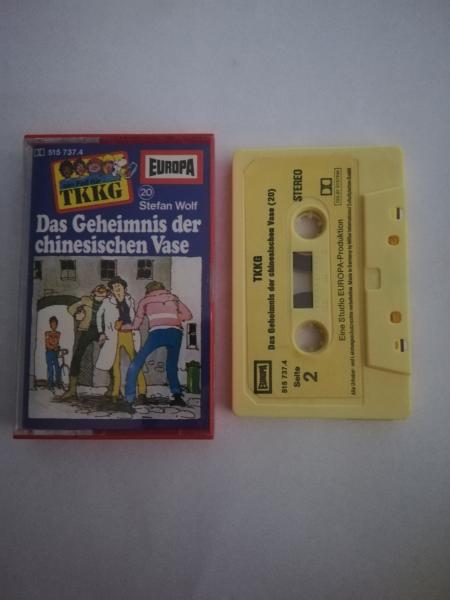 515 737.4
TKKG
EUROPA
20
Stefan Wolf
Das Geheimnis der
chinesischen Vase
TKKG
Das Geheimnis der chinesischen Vase (20)
STEREO
EUROPA
515 737.4
Seite
2
Eine Studio EUROPA-Produktion